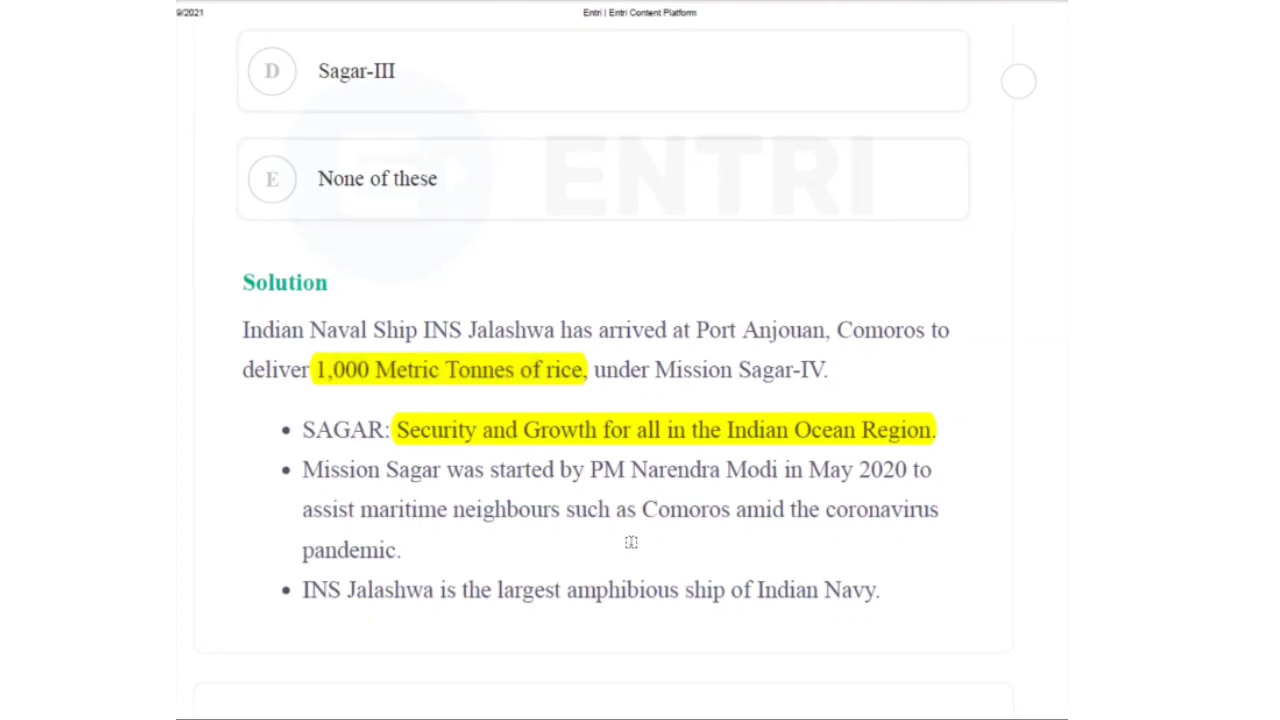 9/2021
Entri | Entri Content Platform
D
Sagar-III
ENTRI
E
None of these
Solution
Indian Naval Ship INS Jalashwa has arrived at Port Anjouan, Comoros to
deliver 1,000 Metric Tonnes of rice, under Mission Sagar-IV.
• SAGAR: Security and Growth for all in the Indian Ocean Region.
• Mission Sagar was started by PM Narendra Modi in May 2020 to
assist maritime neighbours such as Comoros amid the coronavirus
pandemic.
• INS Jalashwa is the largest amphibious ship of Indian Navy.